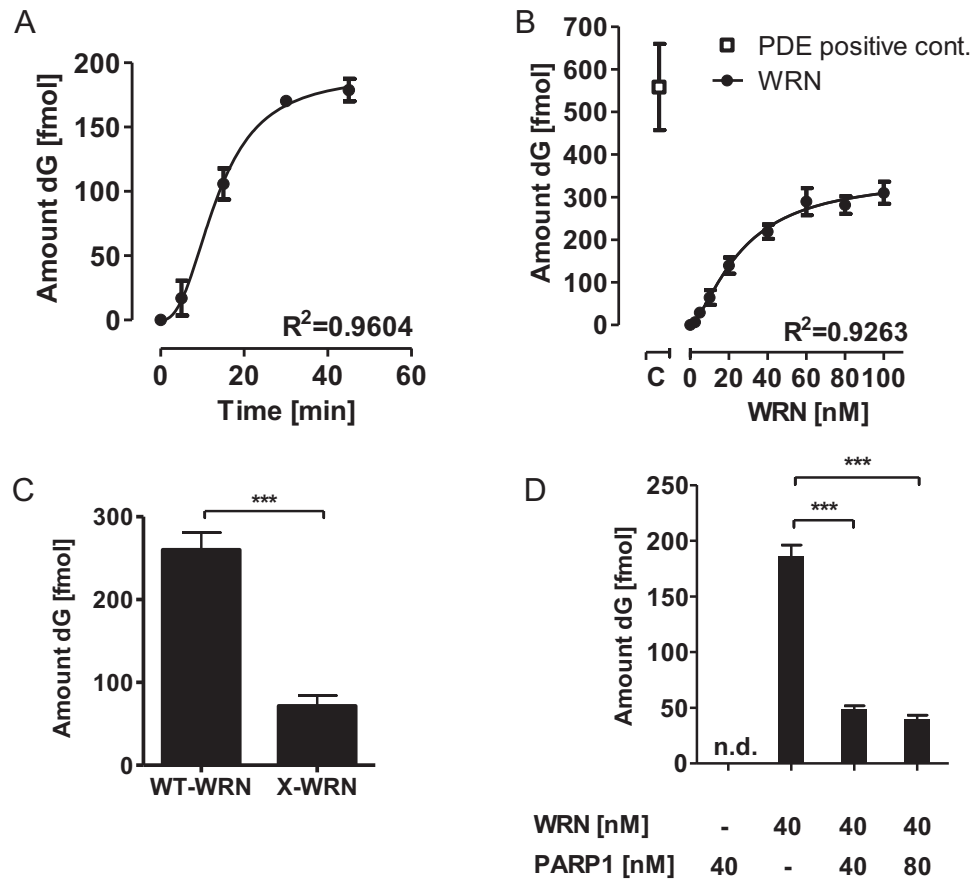 A
200
150
100
50
0
Amount dG [fmol]
R²=0.9604
0 20 40 60
Time [min]
B
700
600
500
400
300
200
100
0
Amount dG [fmol]
PDE positive cont.
WRN
R²=0.9263
C 0 20 40 60 80 100
WRN [nM]
C
300
200
100
0
Amount dG [fmol]
***
WT-WRN X-WRN
D
250
200
150
100
50
0
Amount dG [fmol]
***
***
n.d.
WRN [nM] - 40 40 40
PARP1 [nM] 40 - 40 80